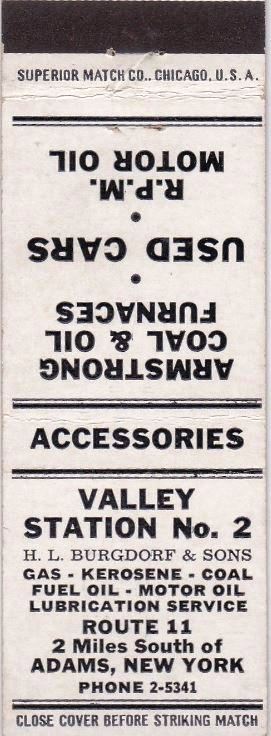 SUPERIOR MATCH CO., CHICAGO, U. S. A.
ARMSTRONG
COAL & OIL
FURNACES
•
USED CARS
•
R.P.M.
MOTOR OIL
ACCESSORIES
VALLEY
STATION No. 2
H. L. BURGDORF & SONS
GAS - KEROSENE - COAL
FUEL OIL - MOTOR OIL
LUBRICATION SERVICE
ROUTE 11
2 Miles South of
ADAMS, NEW YORK
PHONE 2-5341
CLOSE COVER BEFORE STRIKING MATCH